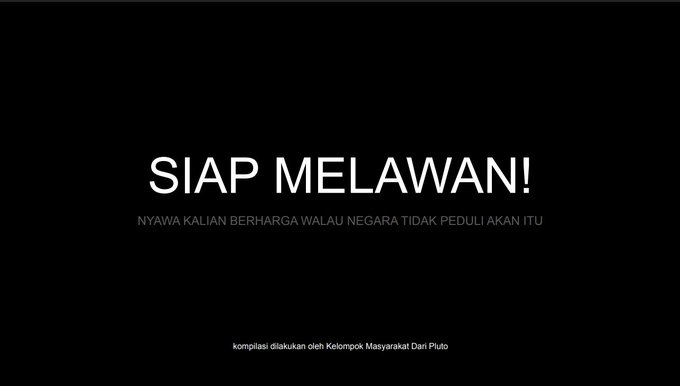 SIAP MELAWAN!
NYAWA KALIAN BERHARGA WALAU NEGARA TIDAK PEDULI AKAN ITU
kompilasi dilakukan oleh Kelompok Masyarakat Dari Pluto